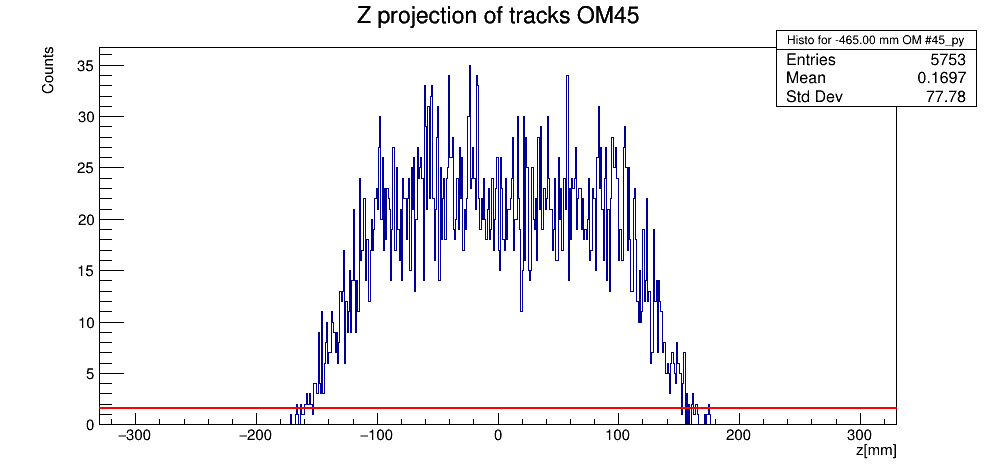 Z projection of tracks OM45
Histo for -465.00 mm OM #45_py
Entries 5753
Mean 0.1697
Std Dev 77.78
Counts
35
30
25
20
15
10
5
0
−300 −200 −100 0 100 200 300
z[mm]